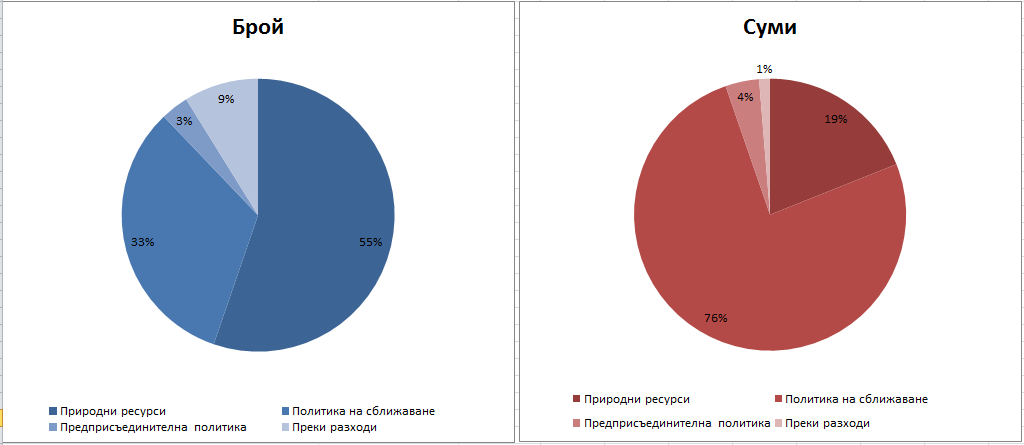 Брой
9%
3%
33%
55%
Природни ресурси
Политика на сближаване
Предприсъединителна политика
Преки разходи
Суми
1%
4%
19%
76%
Природни ресурси
Политика на сближаване
Предприсъединителна политика
Преки разходи